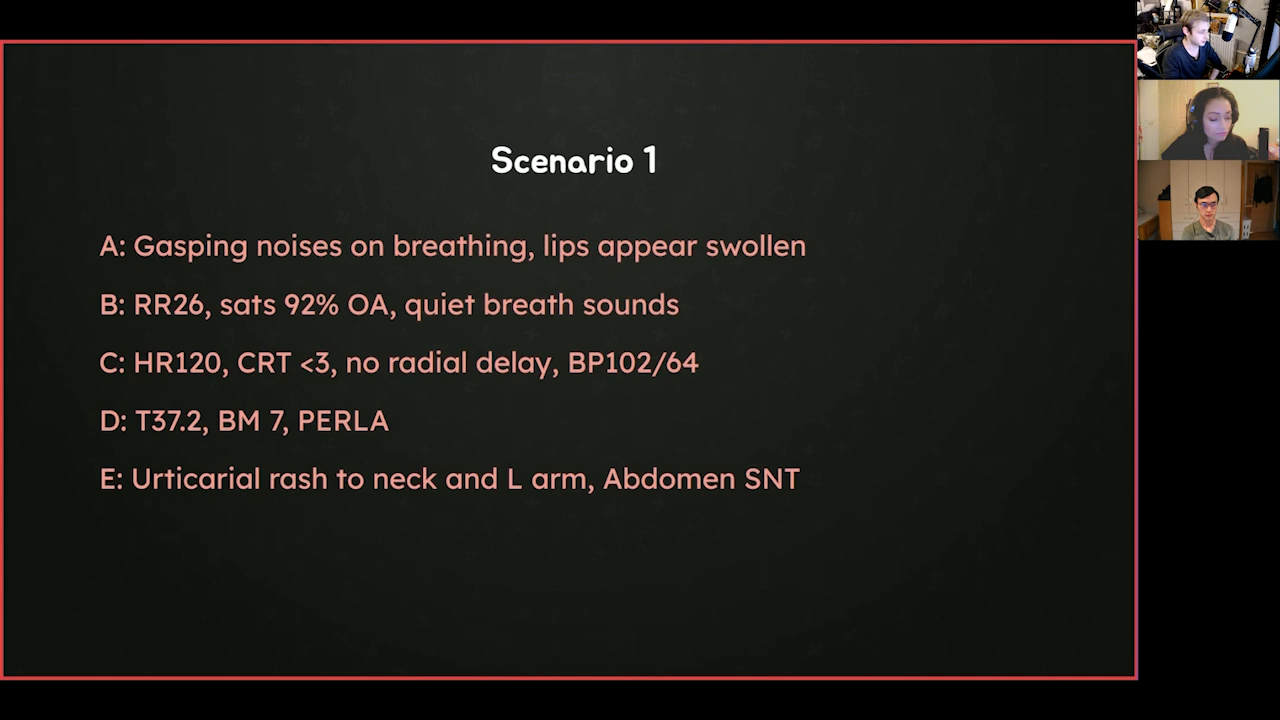 Scenario 1
A: Gasping noises on breathing, lips appear swollen
B: RR26, sats 92% OA, quiet breath sounds
C: HR120, CRT <3, no radial delay, BP102/64
D: T37.2, BM 7, PERLA
E: Urticarial rash to neck and L arm, Abdomen SNT